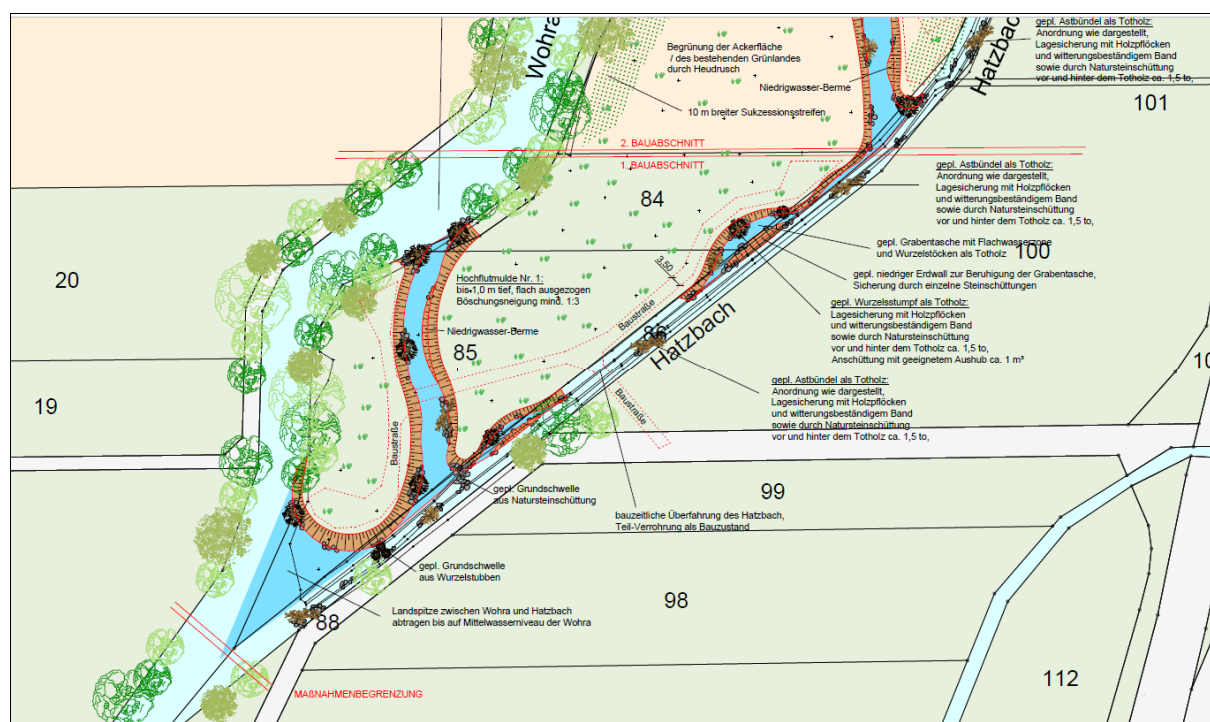 Wohra
Begrünung der Ackerfläche
/ des bestehenden Grünlandes
durch Heudrusch
Niedrigwasser-Berme
10 m breiter Sukzessionsstreifen
Hatzbach
gepl. Astbündel als Totholz:
Anordnung wie dargestellt,
Lagesicherung mit Holzpflöcken
und witterungsbeständigem Band
sowie durch Natursteinschüttung
vor und hinter dem Totholz ca. 1,5 to,
101
2. BAUABSCHNITT
1. BAUABSCHNITT
gepl. Astbündel als Totholz:
Anordnung wie dargestellt,
Lagesicherung mit Holzpflöcken
und witterungsbeständigem Band
sowie durch Natursteinschüttung
vor und hinter dem Totholz ca. 1,5 to,
84
20
gepl. Grabentasche mit Flachwasserzone
und Wurzelstöcken als Totholz
100
3,50
Hochflutmulde Nr. 1:
bis 1,0 m tief, flach ausgezogen
Böschungsneigung mind. 1:3
gepl. niedriger Erdwall zur Beruhigung der Grabentasche,
Sicherung durch einzelne Steinschüttungen
gepl. Wurzelsstumpf als Totholz:
Lagesicherung mit Holzpflöcken
und witterungsbeständigem Band
sowie durch Natursteinschüttung
vor und hinter dem Totholz ca. 1,5 to,
Anschüttung mit geeignetem Aushub ca. 1 m³
Baustraße
Niedrigwasser-Berme
86
Hatzbach
85
10
gepl. Astbündel als Totholz:
Anordnung wie dargestellt,
Lagesicherung mit Holzpflöcken
und witterungsbeständigem Band
sowie durch Natursteinschüttung
vor und hinter dem Totholz ca. 1,5 to,
19
Baustraße
Baustraße
gepl. Grundschwelle
aus Natursteinschüttung
99
bauzeitliche Überfahrung des Hatzbach,
Teil-Verrohrung als Bauzustand
gepl. Grundschwelle
aus Wurzelstubben
98
Landspitze zwischen Wohra und Hatzbach
abtragen bis auf Mittelwasserniveau der Wohra
88
112
MAßNAHMENBEGRENZUNG